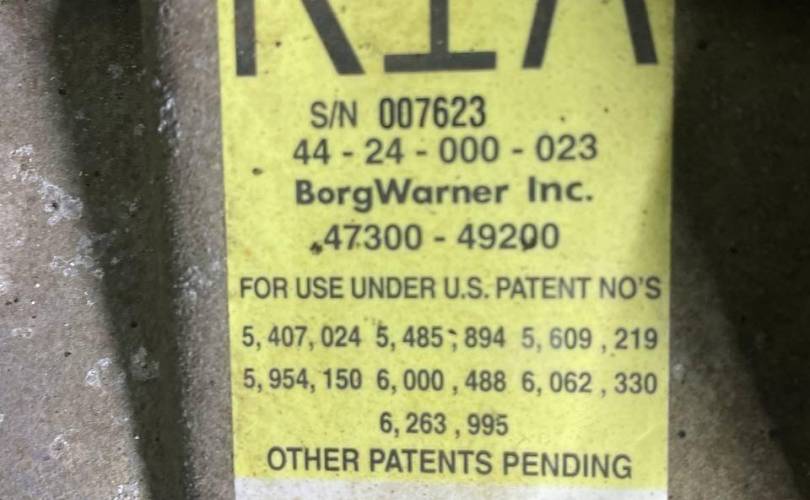 KIA
S/N 007623
44 - 24 - 000 - 023
BorgWarner Inc.
47300 - 49200
FOR USE UNDER U.S. PATENT NO'S
5,407,024 5,485,894 5,609,219
5,954,150 6,000,488 6,062,330
6,263,995
OTHER PATENTS PENDING